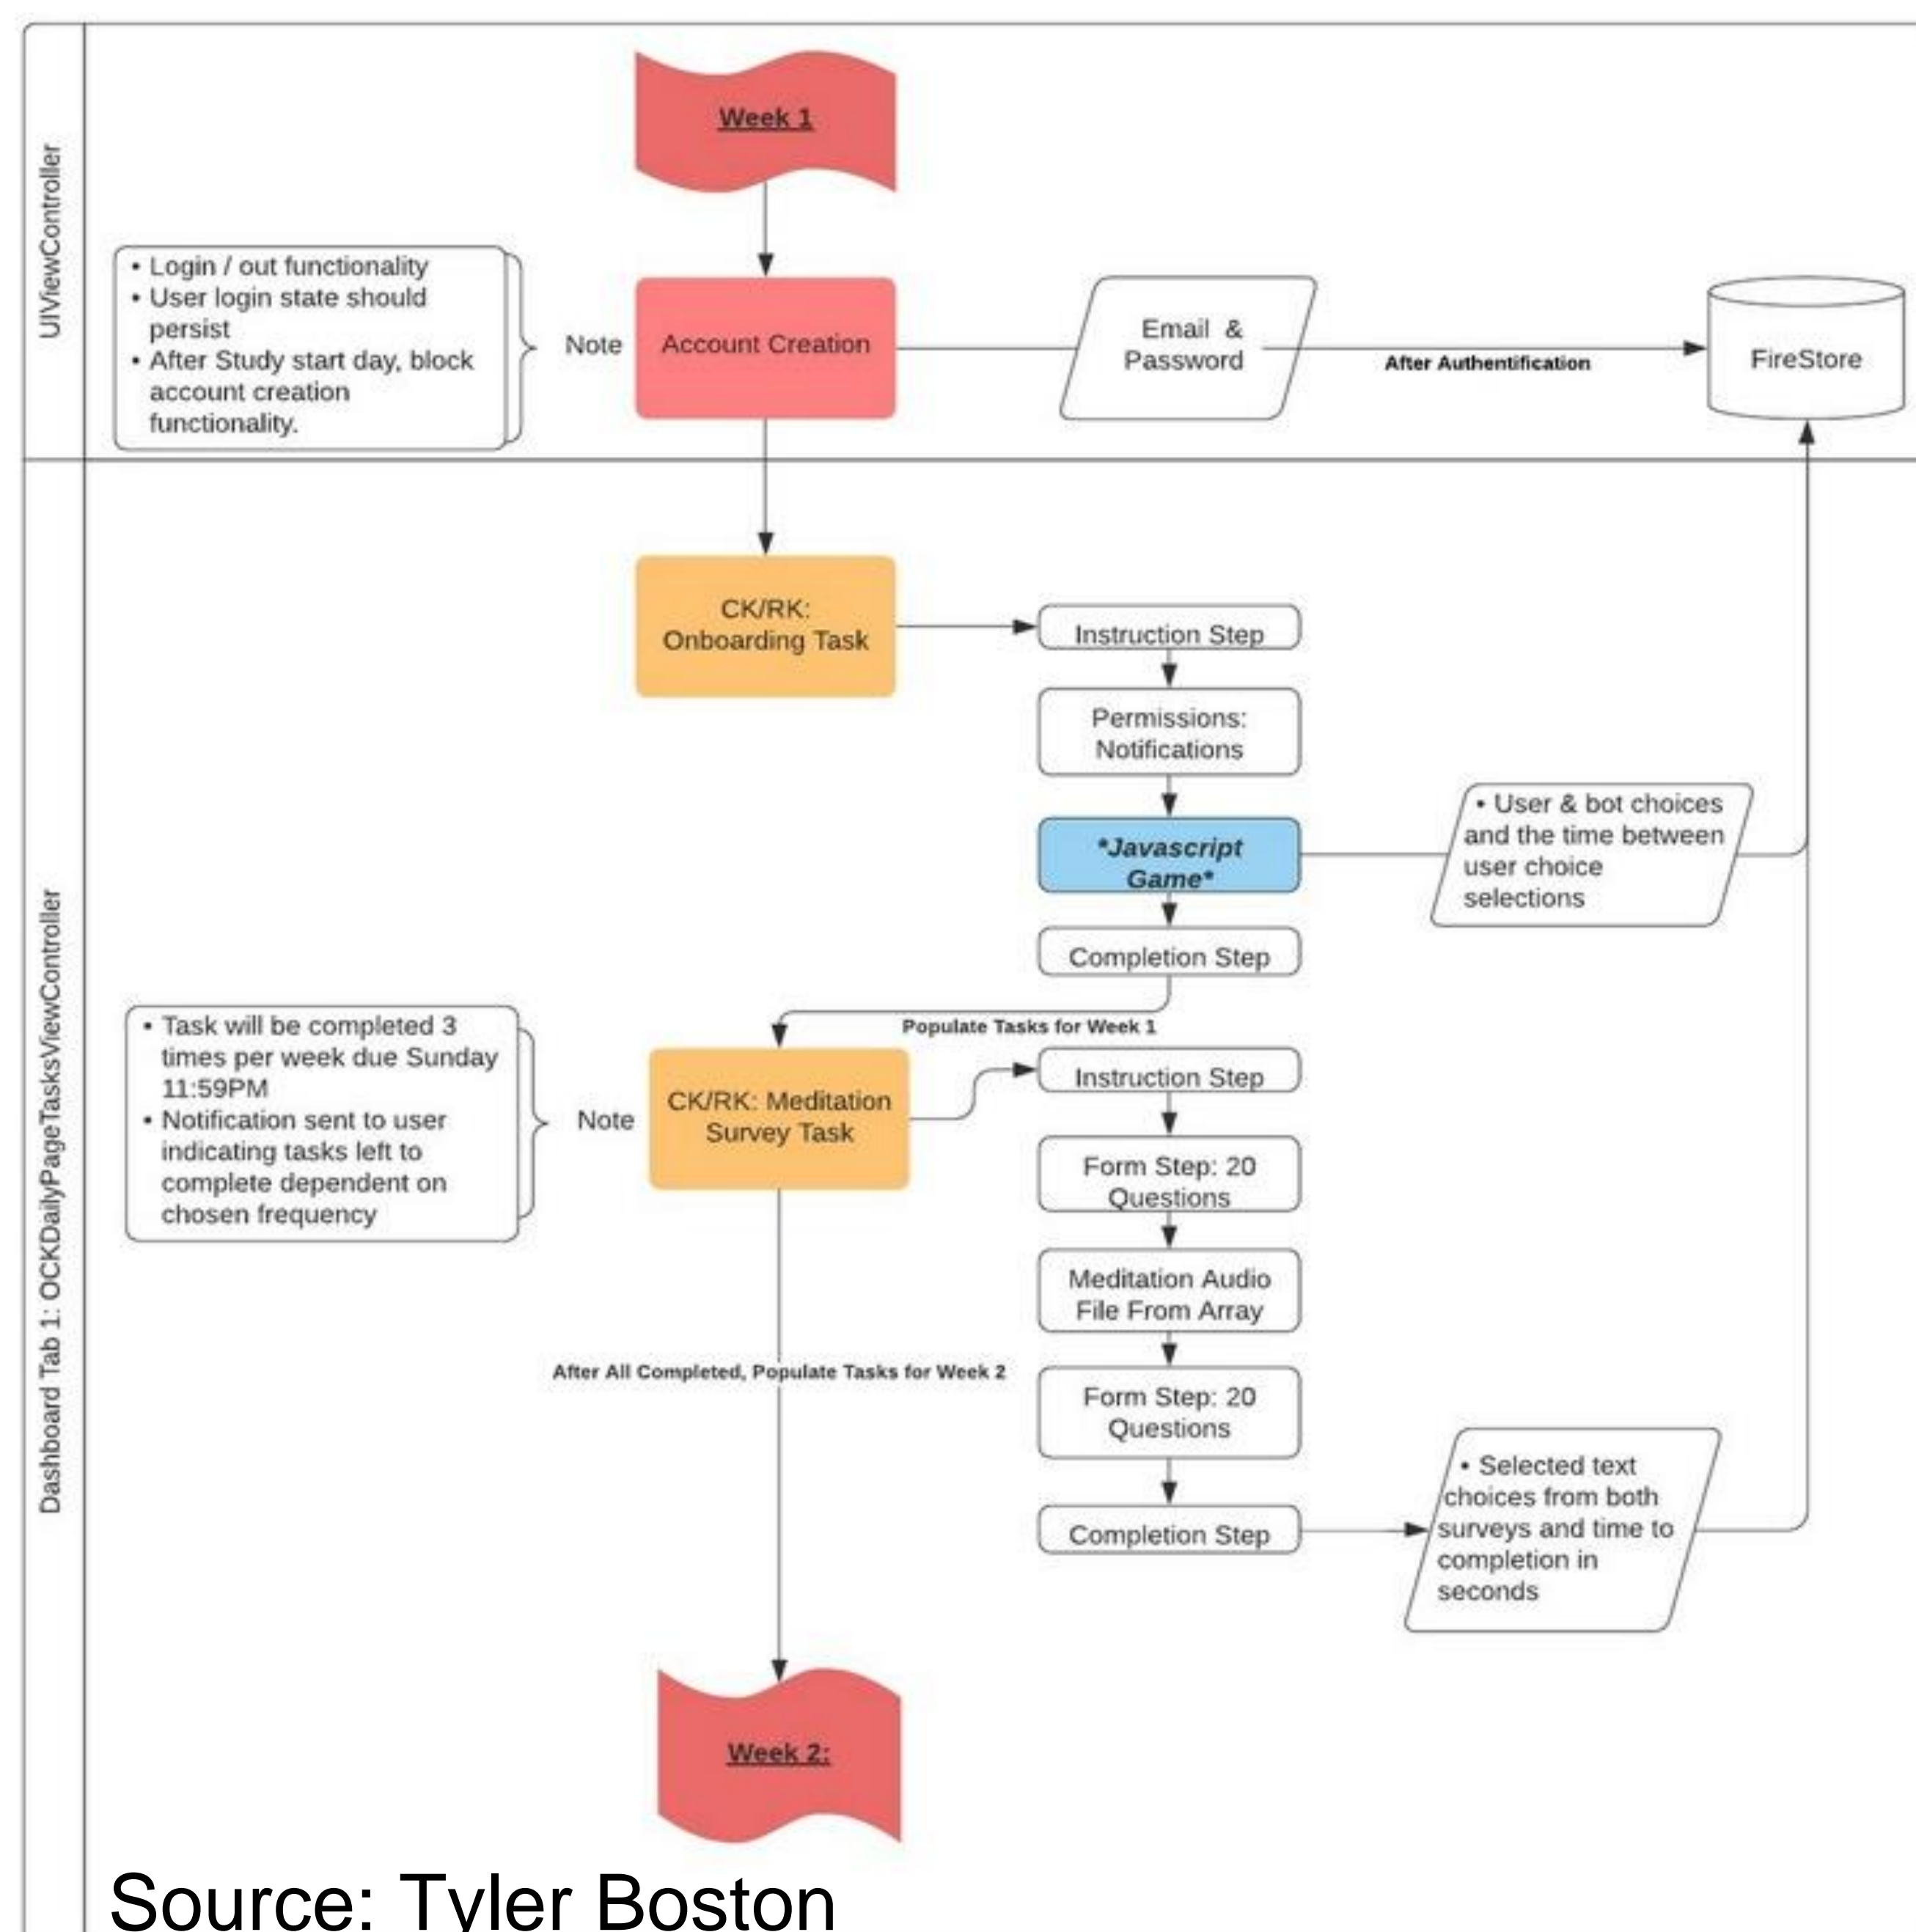 UIViewController
Week 1
• Login / out functionality
• User login state should
persist
• After Study start day, block
account creation
functionality.
Note
Account Creation
Email &
Password
After Authentification
FireStore
Dashboard Tab 1: OCKDailyPageTasksViewController
CK/RK:
Onboarding Task
Instruction Step
Permissions:
Notifications
*Javascript
Game*
• User & bot choices
and the time between
user choice
selections
Completion Step
Populate Tasks for Week 1
• Task will be completed 3
times per week due Sunday
11:59PM
• Notification sent to user
indicating tasks left to
complete dependent on
chosen frequency
Note
CK/RK: Meditation
Survey Task
Instruction Step
Form Step: 20
Questions
Meditation Audio
File From Array
After All Completed, Populate Tasks for Week 2
Form Step: 20
Questions
Completion Step
• Selected text
choices from both
surveys and time to
completion in
seconds
Week 2:
Source: Tyler Boston